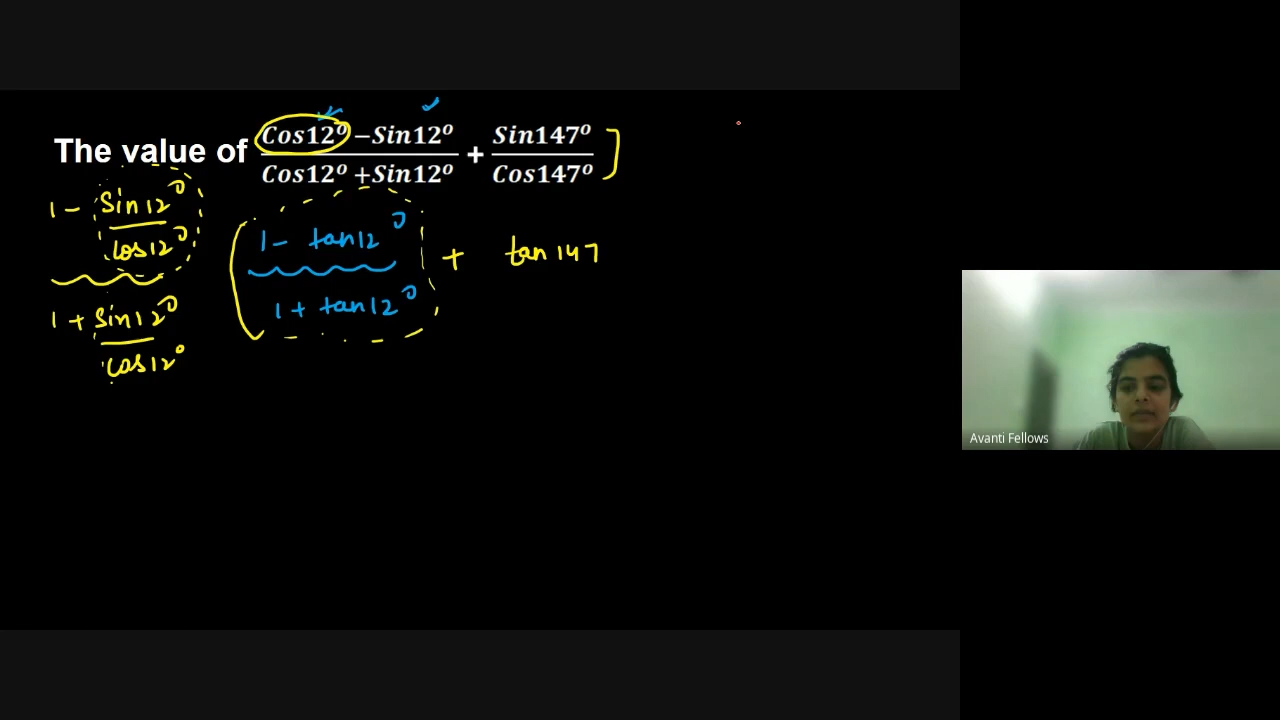 The value of Cos12° −Sin12° / Cos12° +Sin12° + Sin147° / Cos147° ]
1 - Sin12° / Cos12°
1 + Sin12° / Cos12°
( 1 - tan12° / 1 + tan12° + tan 147
Avanti Fellows